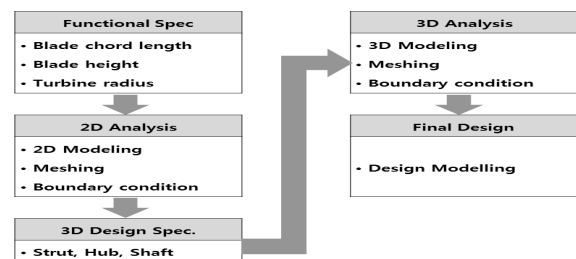 Functional Spec
• Blade chord length
• Blade height
• Turbine radius
2D Analysis
• 2D Modeling
• Meshing
• Boundary condition
3D Design Spec.
• Strut, Hub, Shaft
3D Analysis
• 3D Modeling
• Meshing
• Boundary condition
Final Design
• Design Modelling